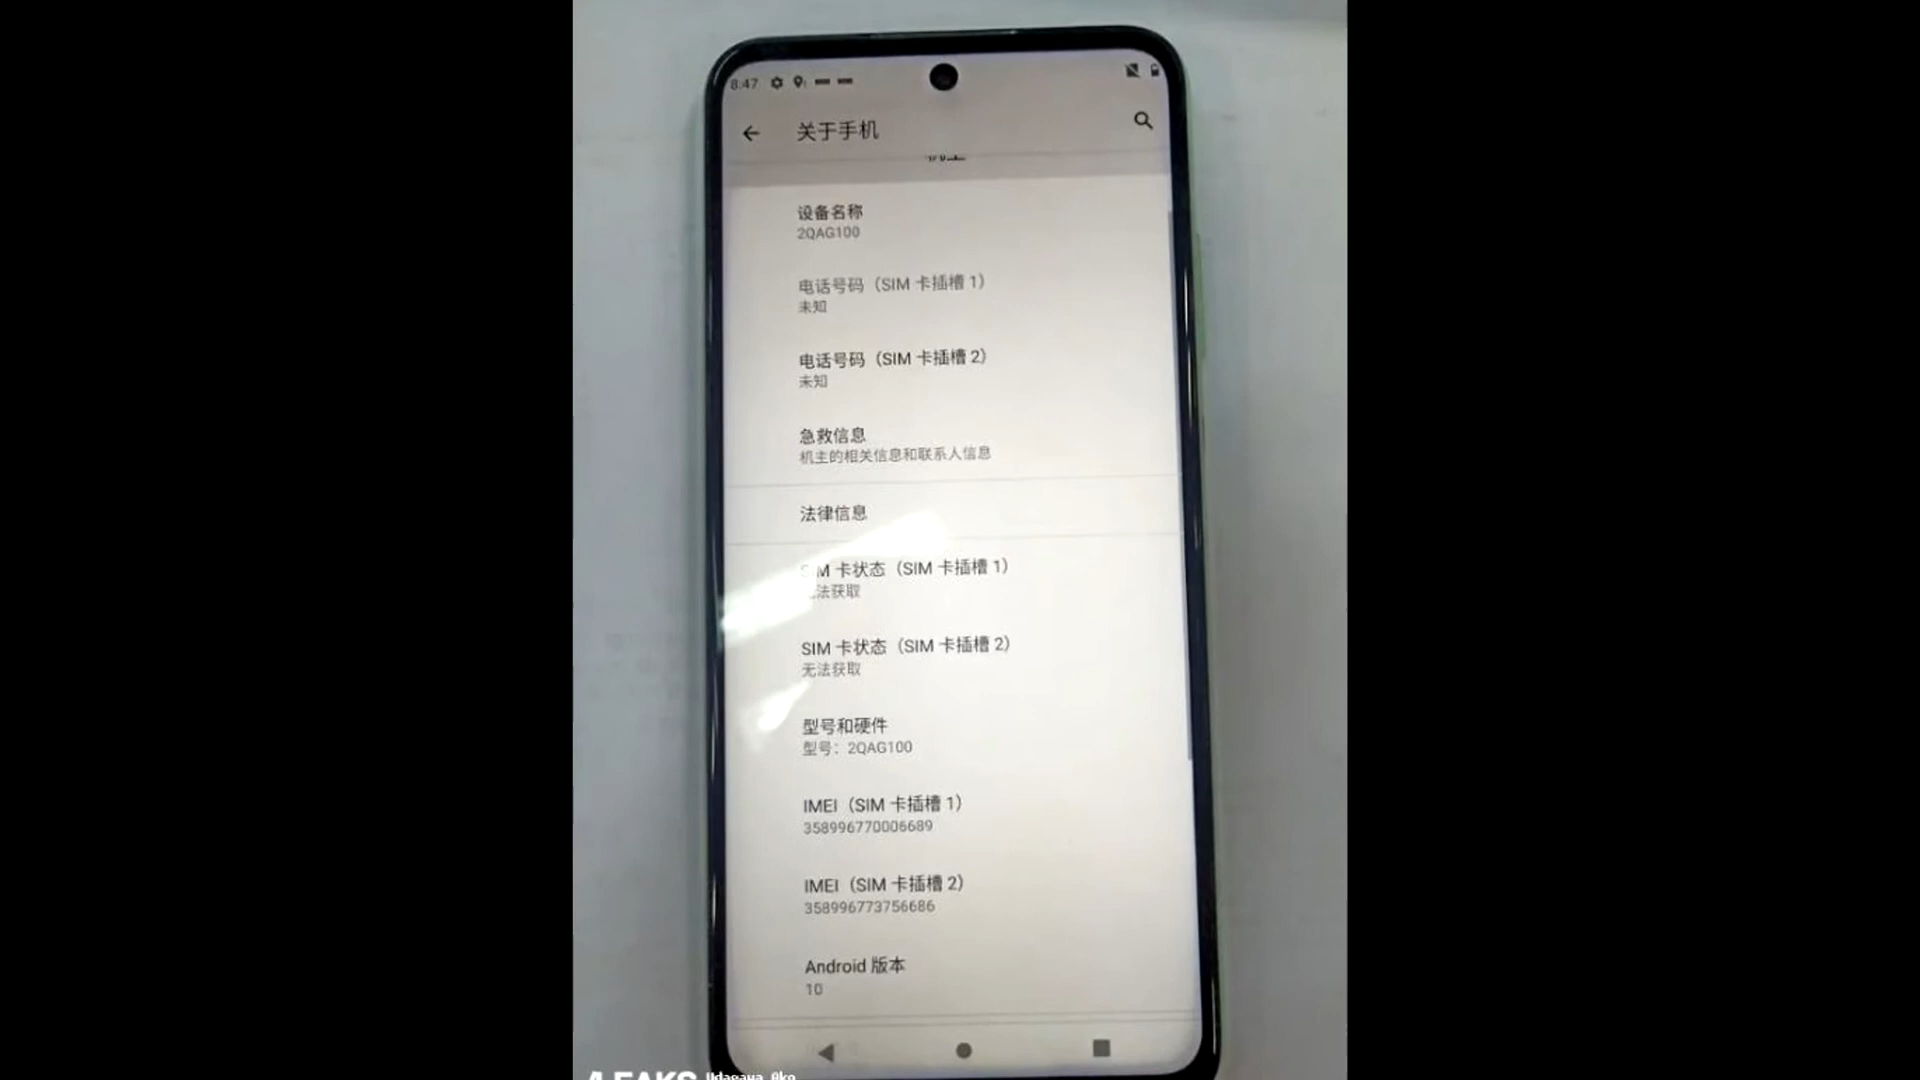 8:47
关于手机
设备名称
2QAG100
电话号码（SIM 卡插槽 1）
未知
电话号码（SIM 卡插槽 2）
未知
急救信息
机主的相关信息和联系人信息
法律信息
SIM 卡状态（SIM 卡插槽 1）
无法获取
SIM 卡状态（SIM 卡插槽 2）
无法获取
型号和硬件
型号：2QAG100
IMEI（SIM 卡插槽 1）
358996770006689
IMEI（SIM 卡插槽 2）
358996773756686
Android 版本
10